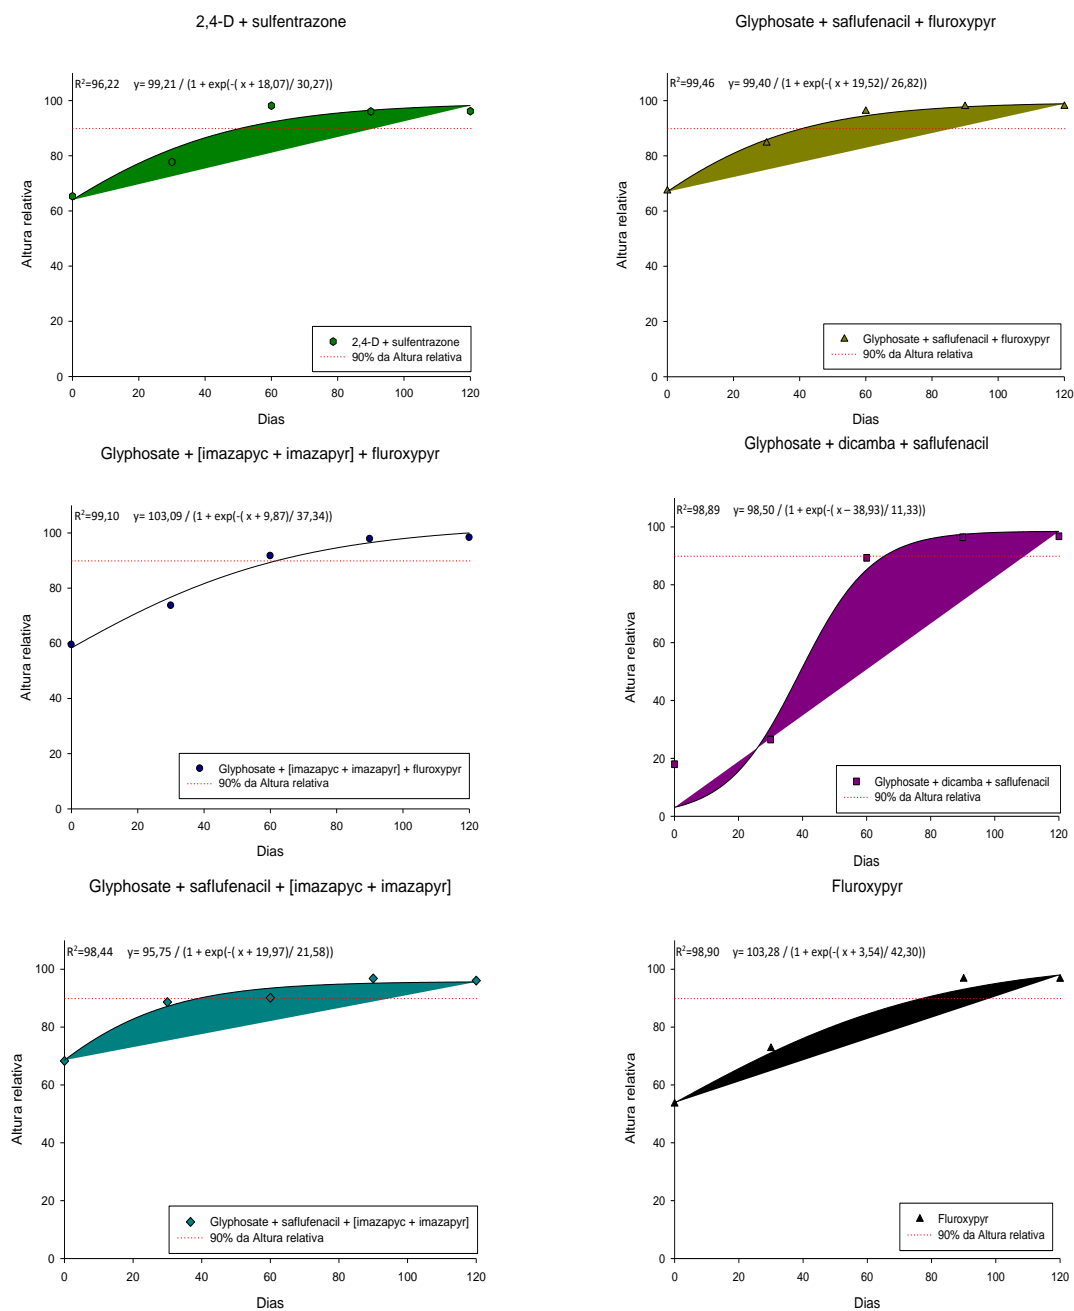 2,4-D + sulfentrazone
R²=96,22 y= 99,21 / (1 + exp(-( x + 18,07)/ 30,27))
100
80
60
40
20
0
Altura relativa
2,4-D + sulfentrazone
90% da Altura relativa
0 20 40 60 80 100 120
Dias
Glyphosate + saflufenacil + fluroxypyr
R²=99,46 y= 99,40 / (1 + exp(-( x + 19,52)/ 26,82))
100
80
60
40
20
0
Altura relativa
Glyphosate + saflufenacil + fluroxypyr
90% da Altura relativa
0 20 40 60 80 100 120
Dias
Glyphosate + [imazapyc + imazapyr] + fluroxypyr
R²=99,10 y= 103,09 / (1 + exp(-( x + 9,87)/ 37,34))
100
80
60
40
20
0
Altura relativa
Glyphosate + [imazapyc + imazapyr] + fluroxypyr
90% da Altura relativa
0 20 40 60 80 100 120
Dias
Glyphosate + dicamba + saflufenacil
R²=98,89 y= 98,50 / (1 + exp(-( x – 38,93)/ 11,33))
100
80
60
40
20
0
Altura relativa
Glyphosate + dicamba + saflufenacil
90% da Altura relativa
0 20 40 60 80 100 120
Dias
Glyphosate + saflufenacil + [imazapyc + imazapyr]
R²=98,44 y= 95,75 / (1 + exp(-( x + 19,97)/ 21,58))
100
80
60
40
20
0
Altura relativa
Glyphosate + saflufenacil + [imazapyc + imazapyr]
90% da Altura relativa
0 20 40 60 80 100 120
Dias
Fluroxypyr
R²=98,90 y= 103,28 / (1 + exp(-( x + 3,54)/ 42,30))
100
80
60
40
20
0
Altura relativa
Fluroxypyr
90% da Altura relativa
0 20 40 60 80 100 120
Dias